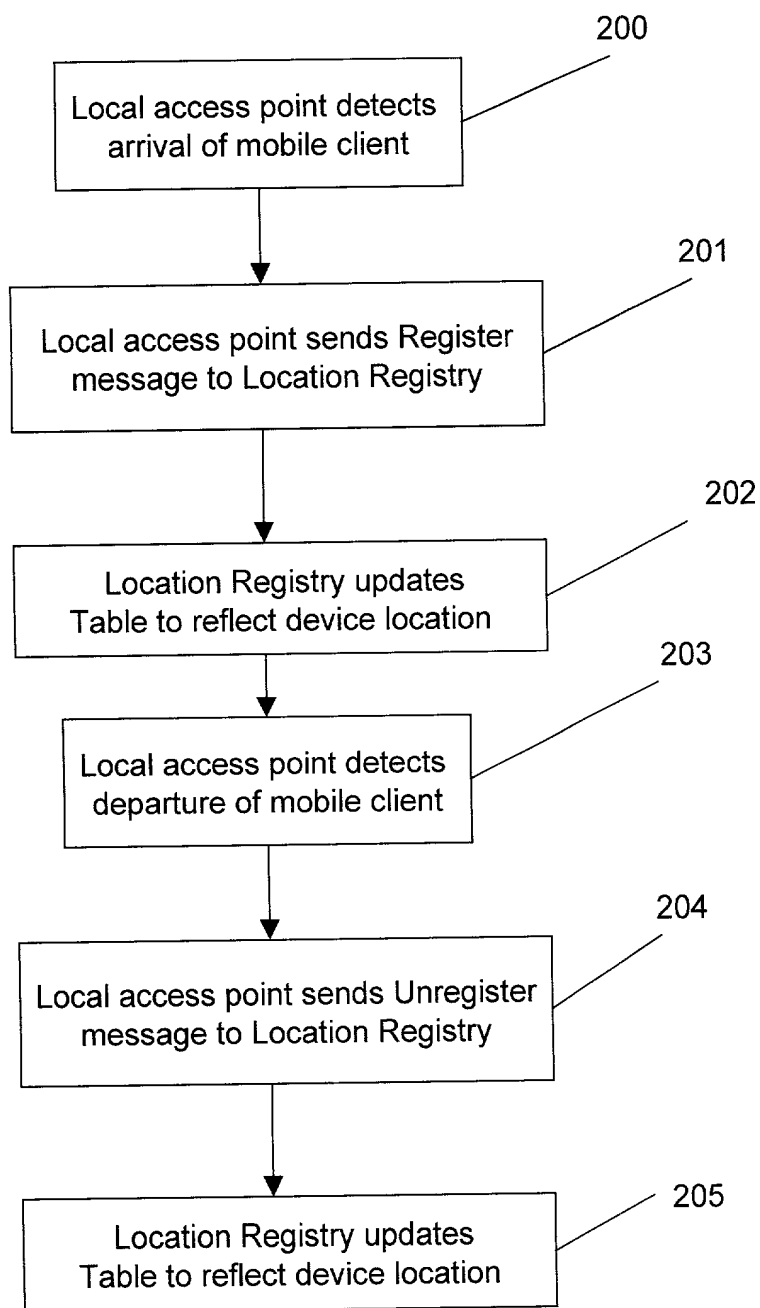 200
Local access point detects
arrival of mobile client
201
Local access point sends Register
message to Location Registry
202
Location Registry updates
Table to reflect device location
203
Local access point detects
departure of mobile client
204
Local access point sends Unregister
message to Location Registry
205
Location Registry updates
Table to reflect device location